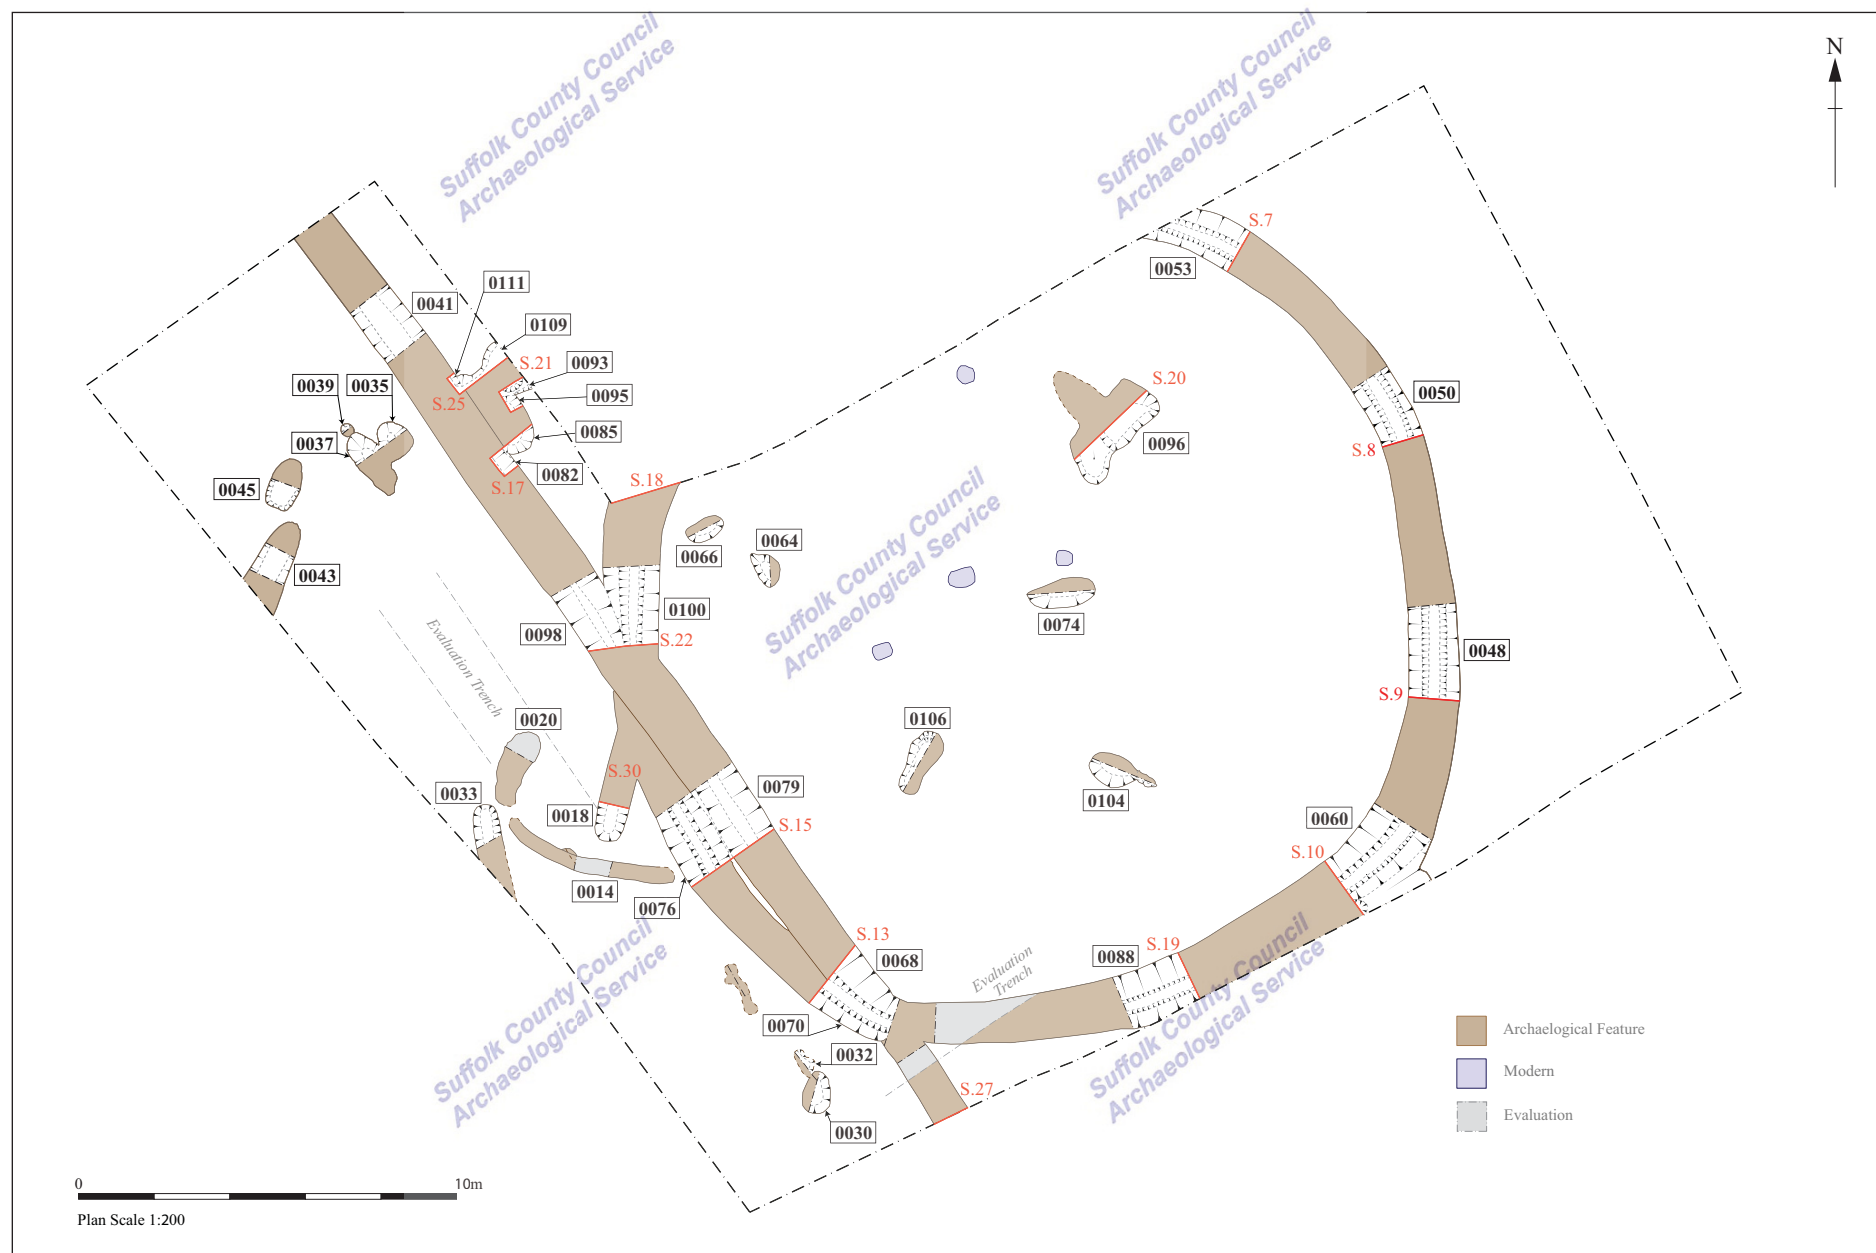 Suffolk County Council
Archaeological Service
Suffolk County Council
Archaeological Service
N
S.7
0053
0111
0041
0109
S.21
0093
0039
0035
S.25
0095
S.20
0050
0037
0085
0096
S.8
0045
0082
S.17
S.18
Suffolk County Council
Archaeological Service
0066
0064
0043
0100
0074
0098
S.22
0048
Evaluation Trench
S.9
0020
0106
S.30
0033
0079
0104
0018
S.15
0060
S.10
0014
0076
Suffolk County Council
Archaeological Service
S.13
0068
Evaluation
Trench
0088
S.19
Suffolk County Council
Archaeological Service
0070
0032
S.27
0030
Archaelogical Feature
Modern
Evaluation
0
10m
Plan Scale 1:200